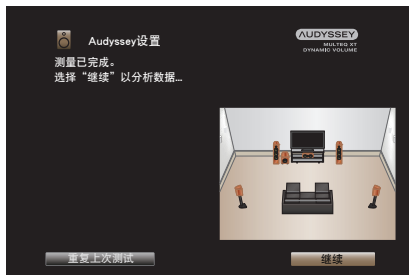 Audyssey设置
AUDYSSEY
MULTEQ XT
DYNAMIC VOLUME
测量已完成。
选择“继续”以分析数据...
重复上次测试
继续